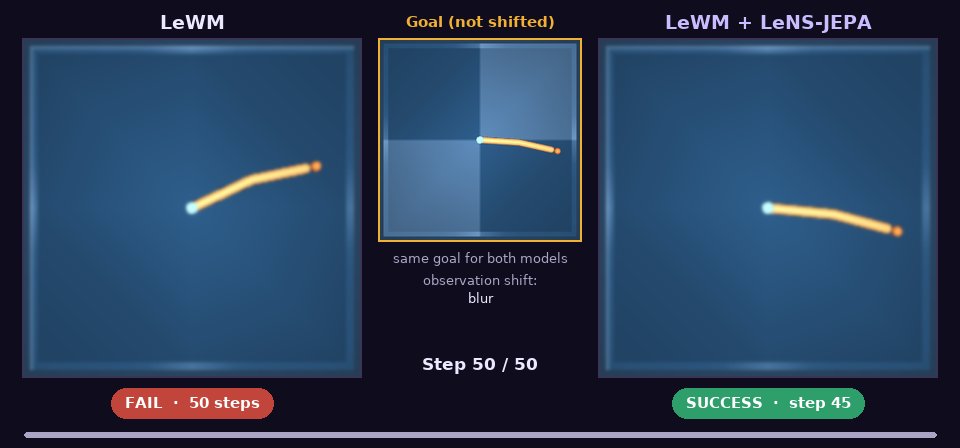 LeWM
Goal (not shifted)
LeWM + LeNS-JEPA
same goal for both models
observation shift:
blur
Step 50 / 50
FAIL · 50 steps
SUCCESS · step 45